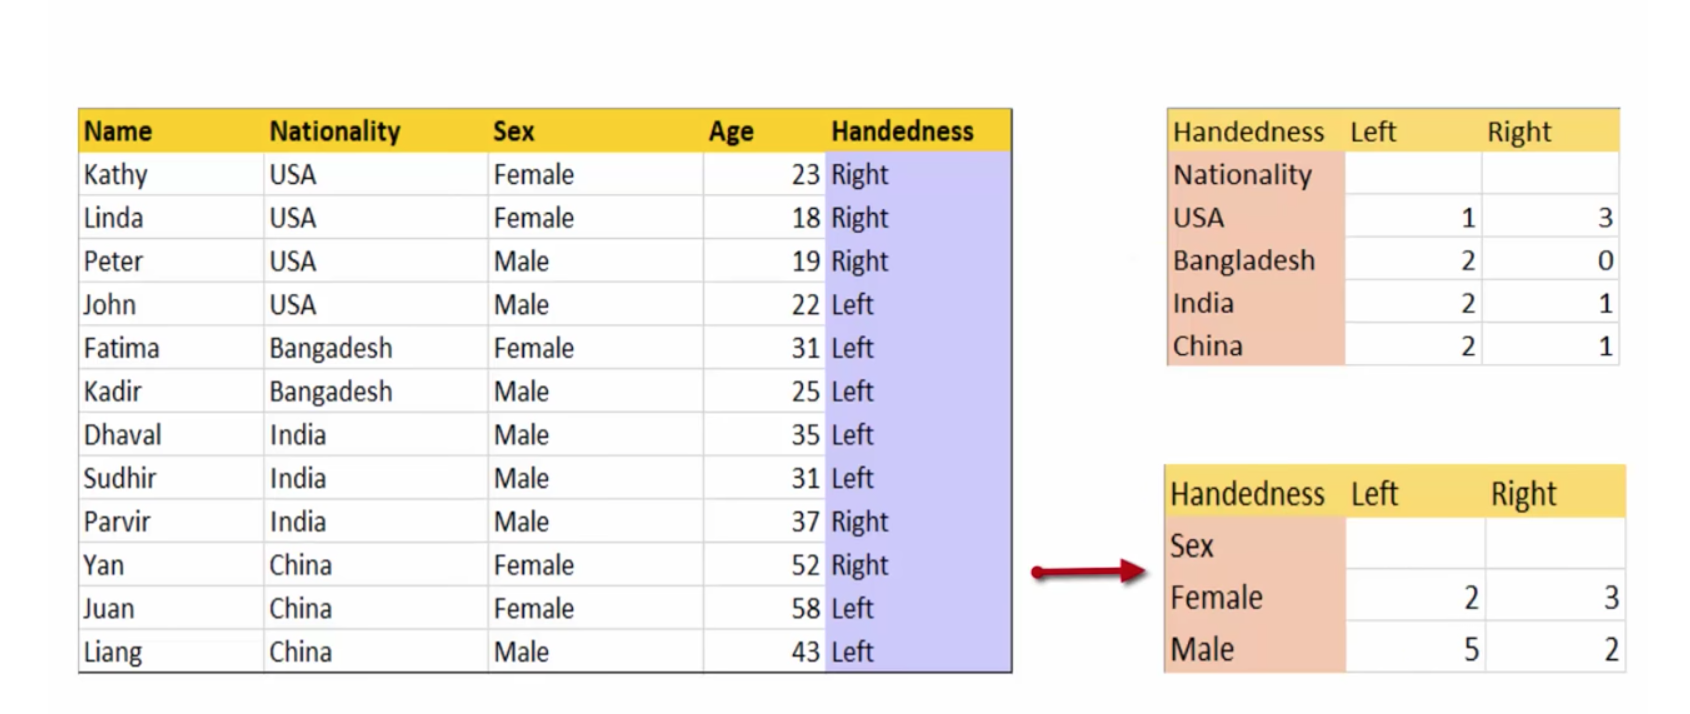 Name Nationality Sex Age Handedness
Kathy USA Female 23 Right
Linda USA Female 18 Right
Peter USA Male 19 Right
John USA Male 22 Left
Fatima Bangadesh Female 31 Left
Kadir Bangadesh Male 25 Left
Dhaval India Male 35 Left
Sudhir India Male 31 Left
Parvir India Male 37 Right
Yan China Female 52 Right
Juan China Female 58 Left
Liang China Male 43 Left
Handedness Left Right
Nationality
USA 1 3
Bangladesh 2 0
India 2 1
China 2 1
Handedness Left Right
Sex
Female 2 3
Male 5 2